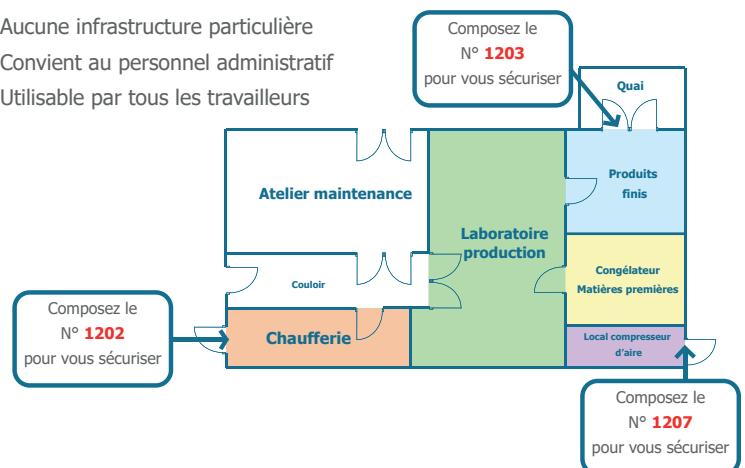 Aucune infrastructure particulière
Convient au personnel administratif
Utilisable par tous les travailleurs
Composez le
N° 1203
pour vous sécuriser
Quai
Atelier maintenance
Produits
finis
Laboratoire
production
Couloir
Congélateur
Matières premières
Composez le
N° 1202
pour vous sécuriser
Chaufferie
Local compresseur
d'aire
Composez le
N° 1207
pour vous sécuriser